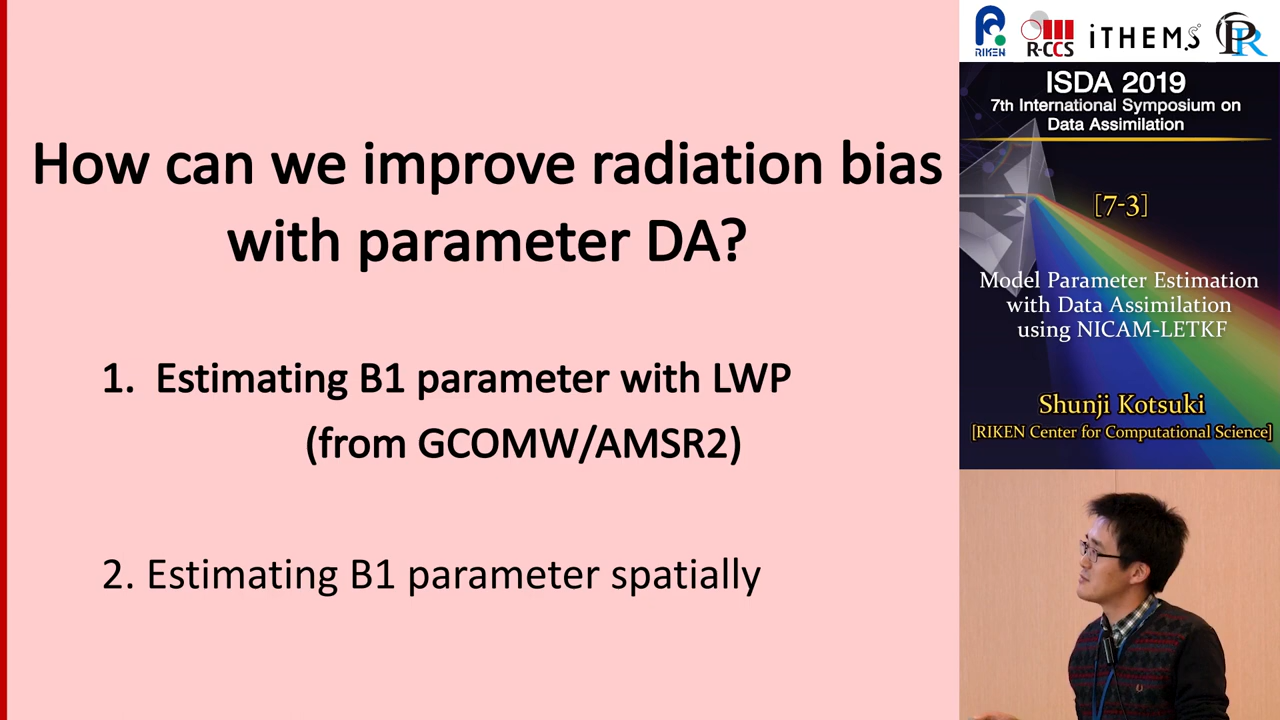 How can we improve radiation bias
with parameter DA?
1. Estimating B1 parameter with LWP
(from GCOMW/AMSR2)
2. Estimating B1 parameter spatially
RIKEN
R-CCS
iTHEMS
PR
ISDA 2019
7th International Symposium on
Data Assimilation
[7-3]
Model Parameter Estimation
with Data Assimilation
using NICAM-LETKF
Shunji Kotsuki
[RIKEN Center for Computational Science]